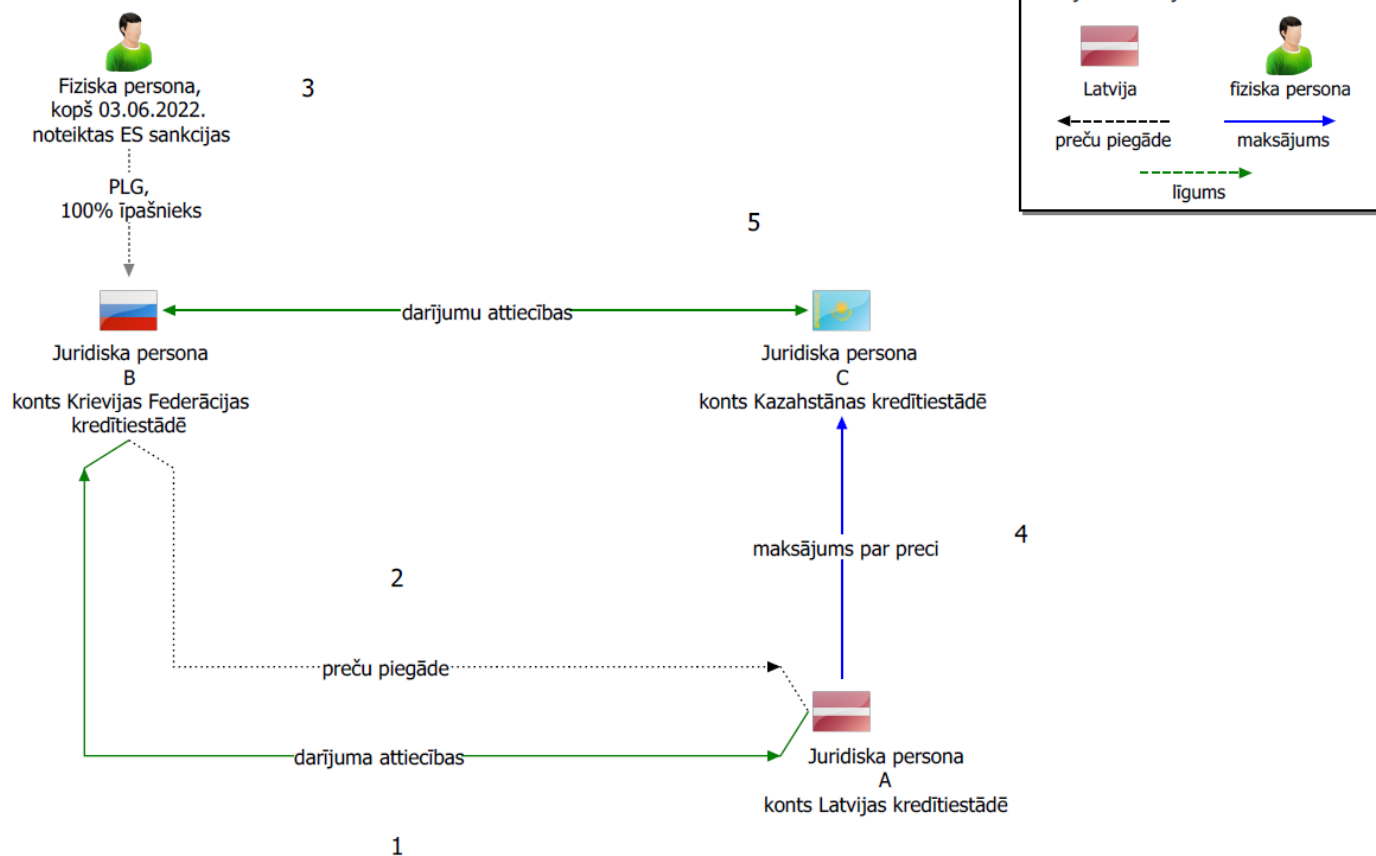 Fiziska persona,
kopš 03.06.2022.
noteiktas ES sankcijas
3
PLG,
100% īpašnieks
Latvija
fiziska persona
preču piegāde
maksājums
līgums
5
darījumu attiecības
Juridiska persona
B
konts Krievijas Federācijas
kredītiestādē
Juridiska persona
C
konts Kazahstānas kredītiestādē
maksājums par preci
4
2
preču piegāde
darījuma attiecības
Juridiska persona
A
konts Latvijas kredītiestādē
1